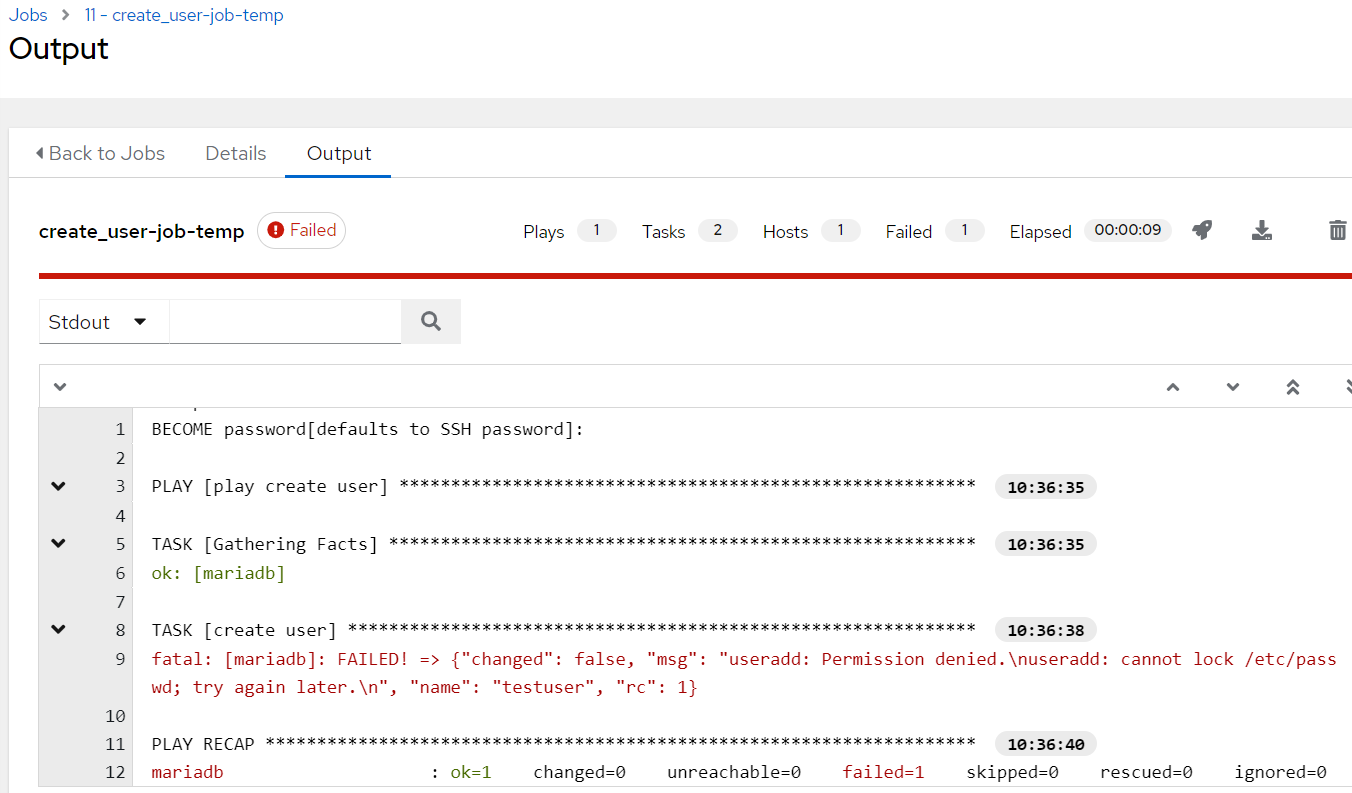 Jobs > 11 - create_user-job-temp
Output
Back to Jobs Details Output
create_user-job-temp Failed Plays 1 Tasks 2 Hosts 1 Failed 1 Elapsed 00:00:09
Stdout
1 BECOME password[defaults to SSH password]:
2
3 PLAY [play create user] ******************************************************** 10:36:35
4
5 TASK [Gathering Facts] ********************************************************* 10:36:35
6 ok: [mariadb]
7
8 TASK [create user] ************************************************************* 10:36:38
9 fatal: [mariadb]: FAILED! => {"changed": false, "msg": "useradd: Permission denied.\nuseradd: cannot lock /etc/pass
wd; try again later.\n", "name": "testuser", "rc": 1}
10
11 PLAY RECAP ********************************************************************* 10:36:40
12 mariadb : ok=1 changed=0 unreachable=0 failed=1 skipped=0 rescued=0 ignored=0